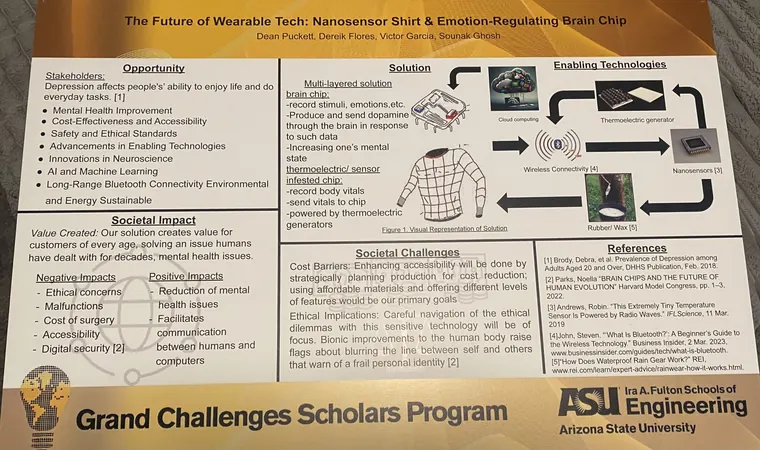 The Future of Wearable Tech: Nanosensor Shirt & Emotion-Regulating Brain Chip
Dean Puckett, Dereik Flores, Victor Garcia, Sounak Ghosh
Opportunity
Stakeholders:
Depression affects people's' ability to enjoy life and do
everyday tasks. [1]
● Mental Health Improvement
● Cost-Effectiveness and Accessibility
● Safety and Ethical Standards
● Advancements in Enabling Technologies
● Innovations in Neuroscience
● AI and Machine Learning
● Long-Range Bluetooth Connectivity Environmental
and Energy Sustainable
Societal Impact
Value Created: Our solution creates value for
customers of every age, solving an issue humans
have dealt with for decades, mental health issues.
Negative Impacts
- Ethical concerns
- Malfunctions
- Cost of surgery
- Accessibility
- Digital security [2]
Positive Impacts
- Reduction of mental
health issues
- Facilitates
communication
between humans and
computers
Solution
Multi-layered solution
brain chip:
-record stimuli, emotions,etc.
-Produce and send dopamine
through the brain in response
to such data
-Increasing one's mental
state
thermoelectric/ sensor
infested chip:
-record body vitals
-send vitals to chip
-powered by thermoelectric
generators
Enabling Technologies
Cloud computing
Thermoelectric generator
Wireless Connectivity [4]
Nanosensors [3]
Rubber/ Wax [5]
Figure 1. Visual Representation of Solution
Societal Challenges
Cost Barriers: Enhancing accessibility will be done by
strategically planning production for cost reduction;
using affordable materials and offering different levels
of features would be our primary goals
Ethical Implications: Careful navigation of the ethical
dilemmas with this sensitive technology will be of
focus. Bionic improvements to the human body raise
flags about blurring the line between self and others
that warn of a frail personal identity [2]
References
[1] Brody, Debra, et al. Prevalence of Depression among
Adults Aged 20 and Over, DHHS Publication, Feb. 2018.
[2] Parks, Noella "BRAIN CHIPS AND THE FUTURE OF
HUMAN EVOLUTION" Harvard Model Congress, pp. 1–3,
2022.
[3] Andrews, Robin. "This Extremely Tiny Temperature
Sensor Is Powered by Radio Waves." IFLScience, 11 Mar.
2019
[4]John, Steven. "'What Is Bluetooth?': A Beginner's Guide to
the Wireless Technology." Business Insider, 2 Mar. 2023,
www.businessinsider.com/guides/tech/what-is-bluetooth.
[5]"How Does Waterproof Rain Gear Work?" REI,
www.rei.com/learn/expert-advice/rainwear-how-it-works.html.
Grand Challenges Scholars Program
ASU Ira A. Fulton Schools of
Engineering
Arizona State University